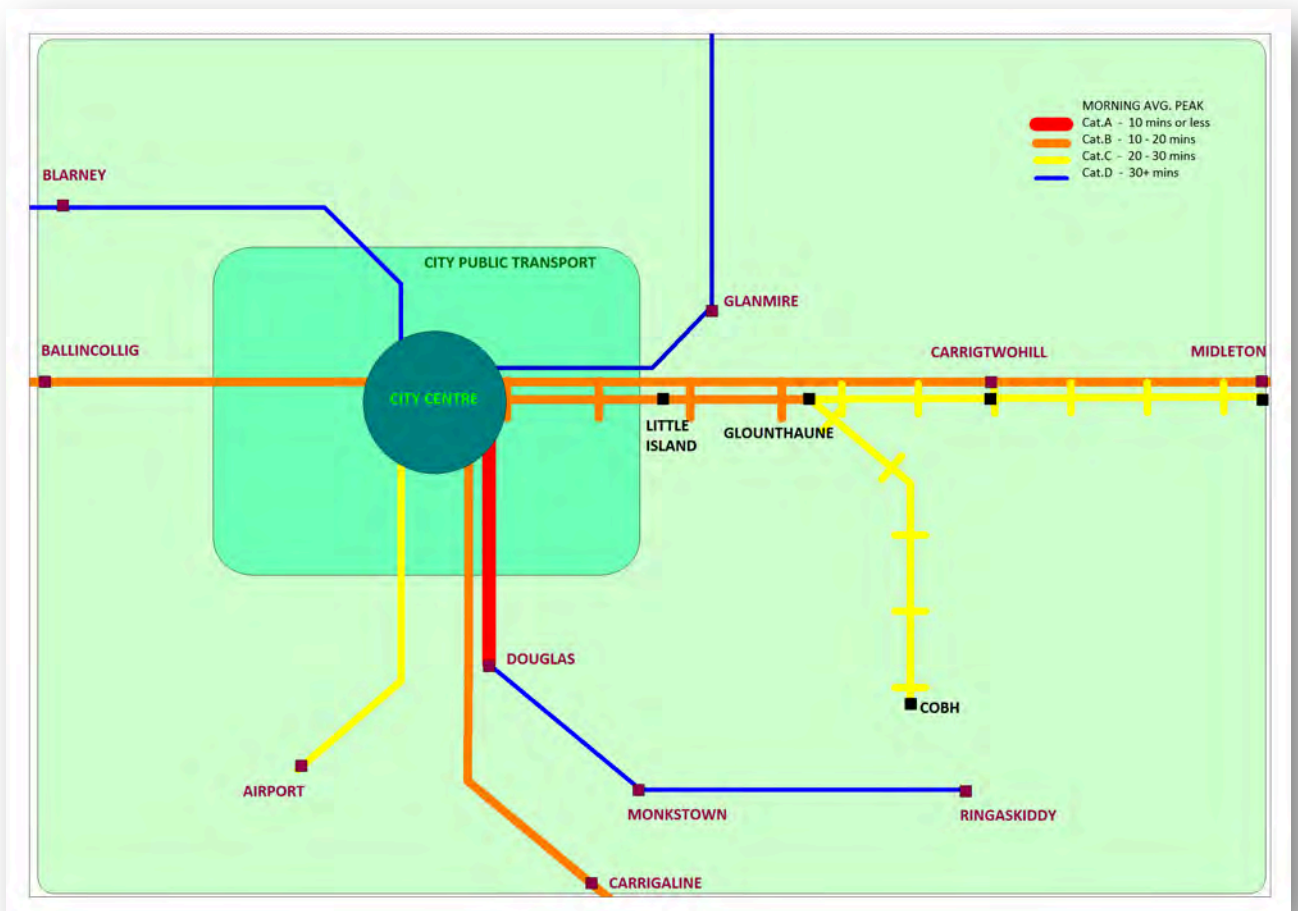 MORNING AVG. PEAK
Cat.A - 10 mins or less
Cat.B - 10 - 20 mins
Cat.C - 20 - 30 mins
Cat.D - 30+ mins
BLARNEY
CITY PUBLIC TRANSPORT
GLANMIRE
BALLINCOLLIG
CARRIGTWOHILL
MIDLETON
CITY CENTRE
LITTLE
ISLAND
GLOUNTHAUNE
DOUGLAS
COBH
AIRPORT
MONKSTOWN
RINGASKIDDY
CARRIGALINE